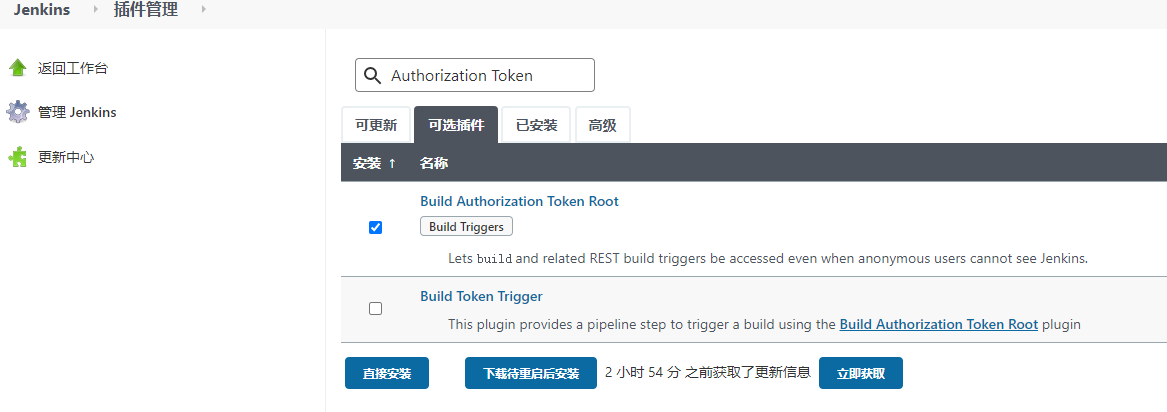 Jenkins 插件管理
返回工作台
管理 Jenkins
更新中心
Authorization Token
可更新 可选插件 已安装 高级
安装 ↑ 名称
Build Authorization Token Root
Build Triggers
Lets build and related REST build triggers be accessed even when anonymous users cannot see Jenkins.
Build Token Trigger
This plugin provides a pipeline step to trigger a build using the Build Authorization Token Root plugin
直接安装 下载待重启后安装 2 小时 54 分 之前获取了更新信息 立即获取